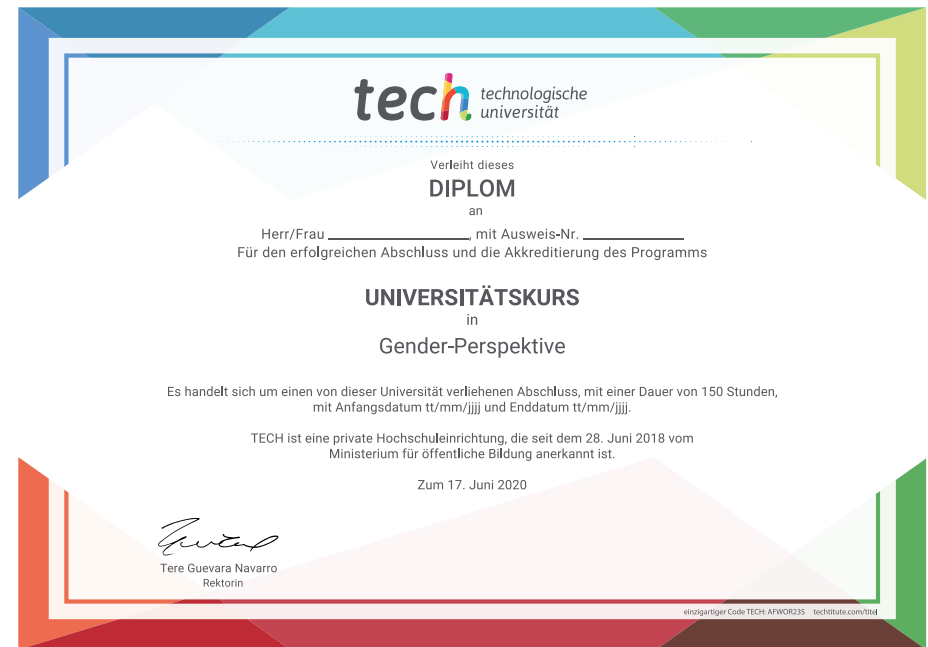 tech technologische
universität
Verleiht dieses
DIPLOM
an
Herr/Frau ____________________, mit Ausweis-Nr. ______________
Für den erfolgreichen Abschluss und die Akkreditierung des Programms
UNIVERSITÄTSKURS
in
Gender-Perspektive
Es handelt sich um einen von dieser Universität verliehenen Abschluss, mit einer Dauer von 150 Stunden,
mit Anfangsdatum tt/mm/jjjj und Enddatum tt/mm/jjjj.
TECH ist eine private Hochschuleinrichtung, die seit dem 28. Juni 2018 vom
Ministerium für öffentliche Bildung anerkannt ist.
Zum 17. Juni 2020
Tere Guevara Navarro
Rektorin
einzigartiger Code TECH: AFWOR23S techtitute.com/titel